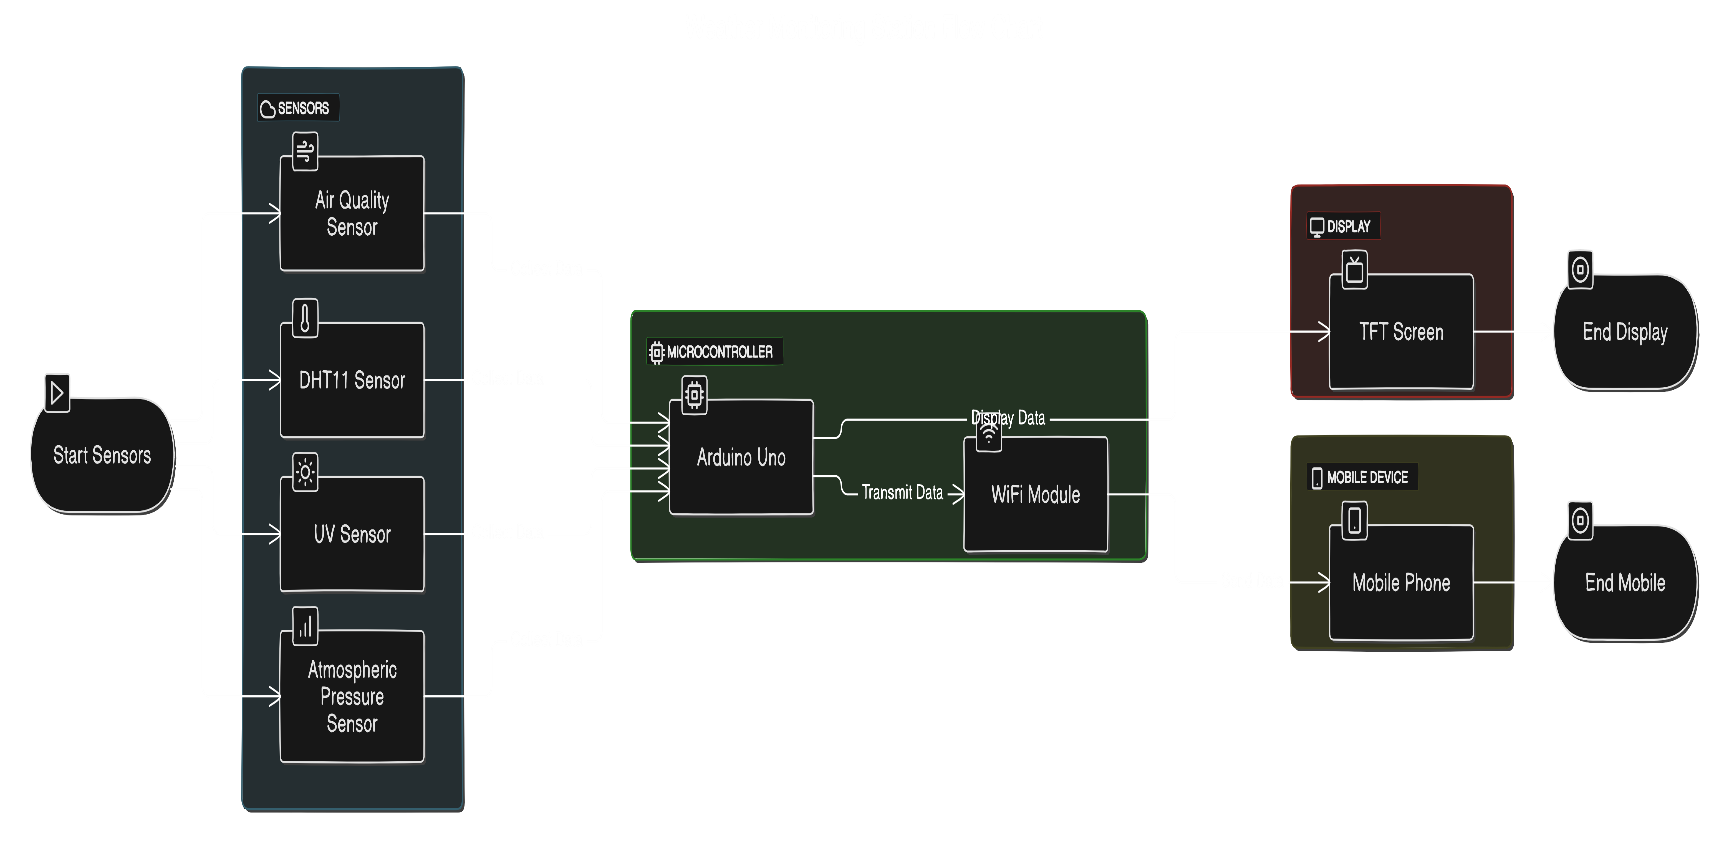 SENSORS
Air Quality
Sensor
DHT11 Sensor
UV Sensor
Atmospheric
Pressure
Sensor
Start Sensors
MICROCONTROLLER
Arduino Uno
Display Data
Transmit Data
WiFi Module
DISPLAY
TFT Screen
End Display
MOBILE DEVICE
Mobile Phone
End Mobile